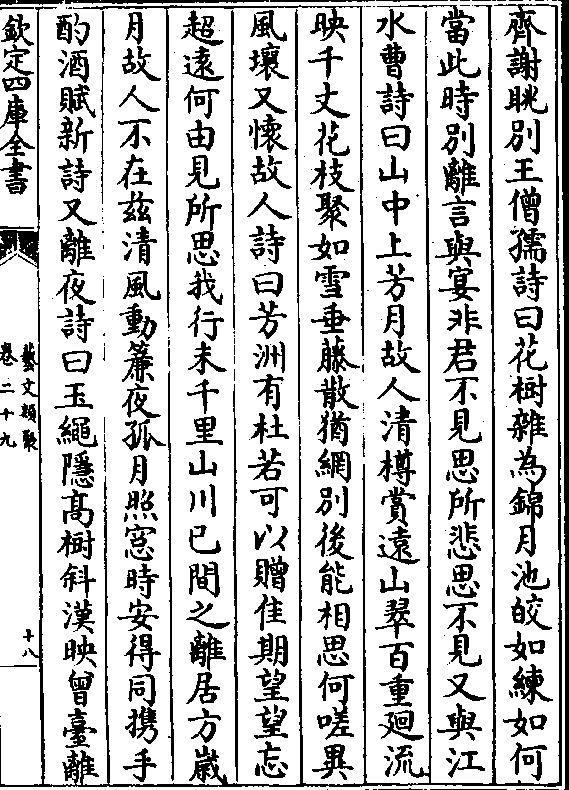 齊謝朓別王僧孺詩曰花樹雜為錦月池皎如練如何
當此時別離言與宴非君不見思所悲思不見又與江
水曹詩曰山中上芳月故人清樽賞遠山翠百重廻流
映千丈花枝聚如雪垂藤散猶網別後能相思何嗟異
風壤又懷故人詩曰芳洲有杜若可以贈佳期望望忘
超遠何由見所思我行未千里山川已間之離居方嵗
月故人不在茲清風動簾夜孤月照窓時安得同携手
酌酒賦新詩又離夜詩曰玉繩隱髙樹斜漢映曾臺離
欽定四庫全書
藝文類聚
卷二十九
十八